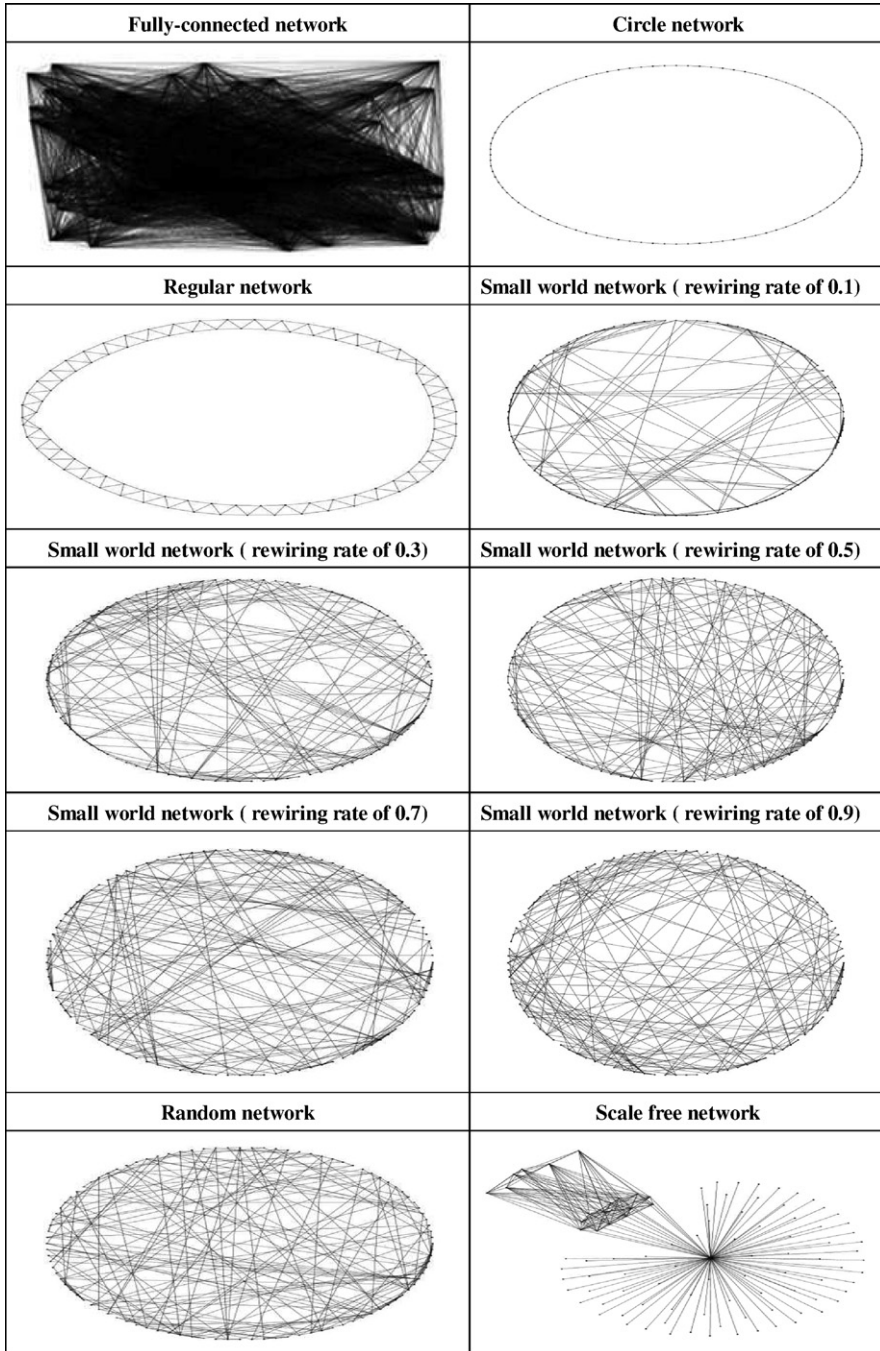 Fully-connected network
Circle network
Regular network
Small world network ( rewiring rate of 0.1)
Small world network ( rewiring rate of 0.3)
Small world network ( rewiring rate of 0.5)
Small world network ( rewiring rate of 0.7)
Small world network ( rewiring rate of 0.9)
Random network
Scale free network